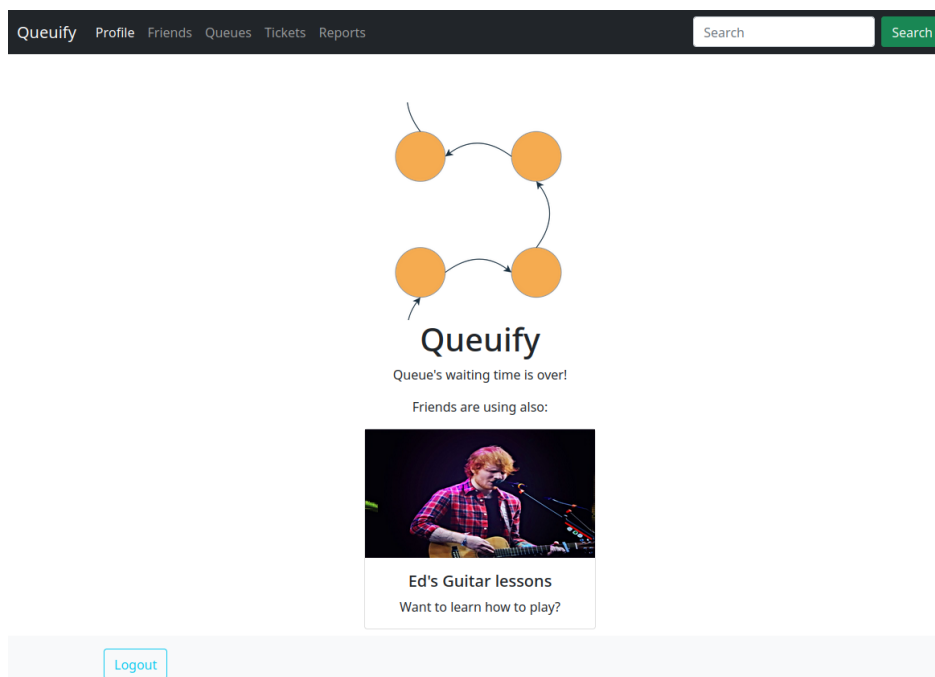 Queuify Profile Friends Queues Tickets Reports Search Search
Queuify
Queue's waiting time is over!
Friends are using also:
Ed's Guitar lessons
Want to learn how to play?
Logout